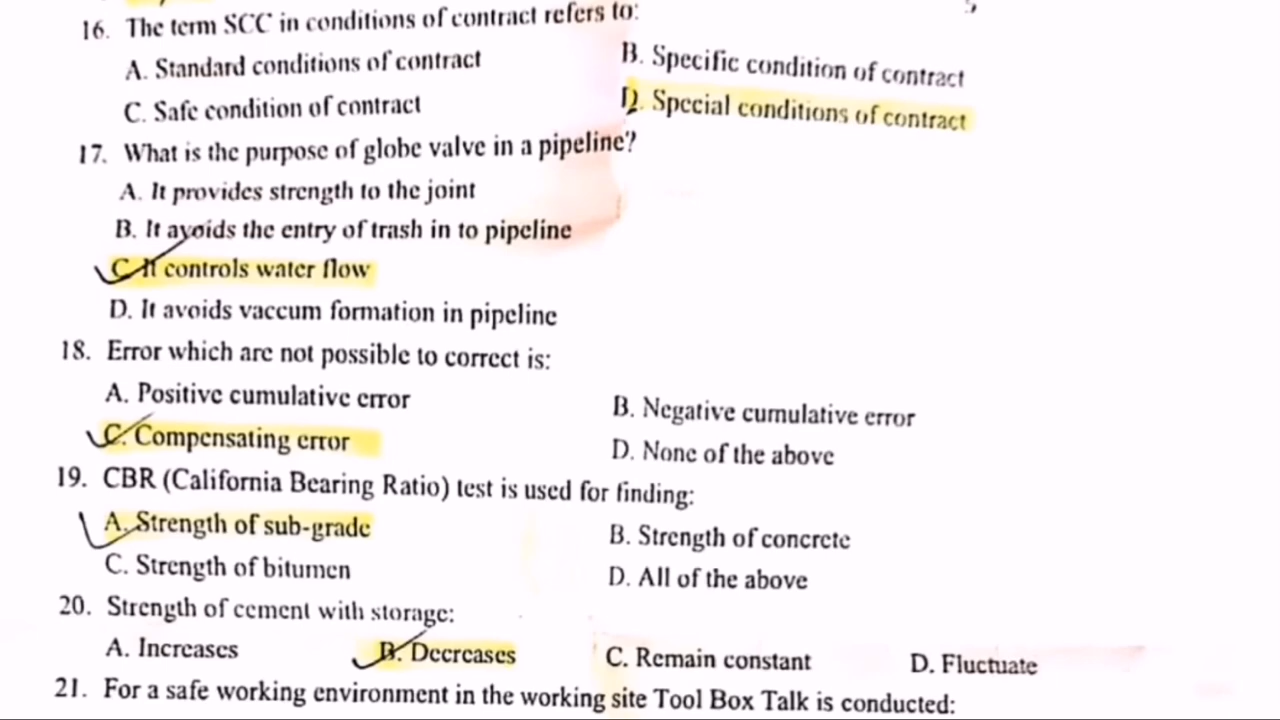 16. The term SCC in conditions of contract refers to:
A. Standard conditions of contract B. Specific condition of contract
C. Safe condition of contract D. Special conditions of contract
17. What is the purpose of globe valve in a pipeline?
A. It provides strength to the joint
B. It avoids the entry of trash in to pipeline
C. It controls water flow
D. It avoids vaccum formation in pipeline
18. Error which are not possible to correct is:
A. Positive cumulative error B. Negative cumulative error
C. Compensating error D. None of the above
19. CBR (California Bearing Ratio) test is used for finding:
A. Strength of sub-grade B. Strength of concrete
C. Strength of bitumen D. All of the above
20. Strength of cement with storage:
A. Increases B. Decreases C. Remain constant D. Fluctuate
21. For a safe working environment in the working site Tool Box Talk is conducted: